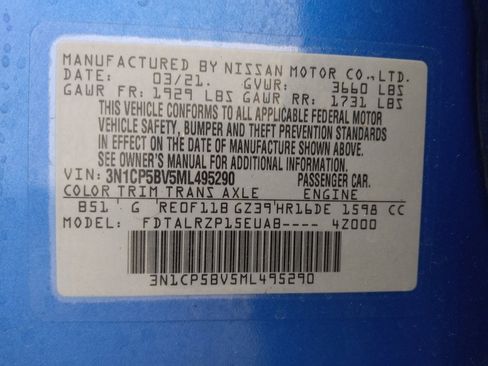 MANUFACTURED BY NISSAN MOTOR CO., LTD.
DATE: 03/21. GVWR: 3660 LBS
GAWR FR: 1929 LBS GAWR RR: 1731 LBS
THIS VEHICLE CONFORMS TO ALL APPLICABLE FEDERAL MOTOR
VEHICLE SAFETY, BUMPER AND THEFT PREVENTION STANDARDS
IN EFFECT ON THE DATE OF MANUFACTURE SHOWN ABOVE.
SEE OWNER'S MANUAL FOR ADDITIONAL INFORMATION.
VIN: 3N1CP5BV5ML495290 PASSENGER CAR.
COLOR TRIM TRANS AXLE ENGINE
B51 G RE0F11B GZ39 HR16DE 1598 CC
MODEL: FDTALRZP15EUAB---- 4Z000
3N1CP5BV5ML495290